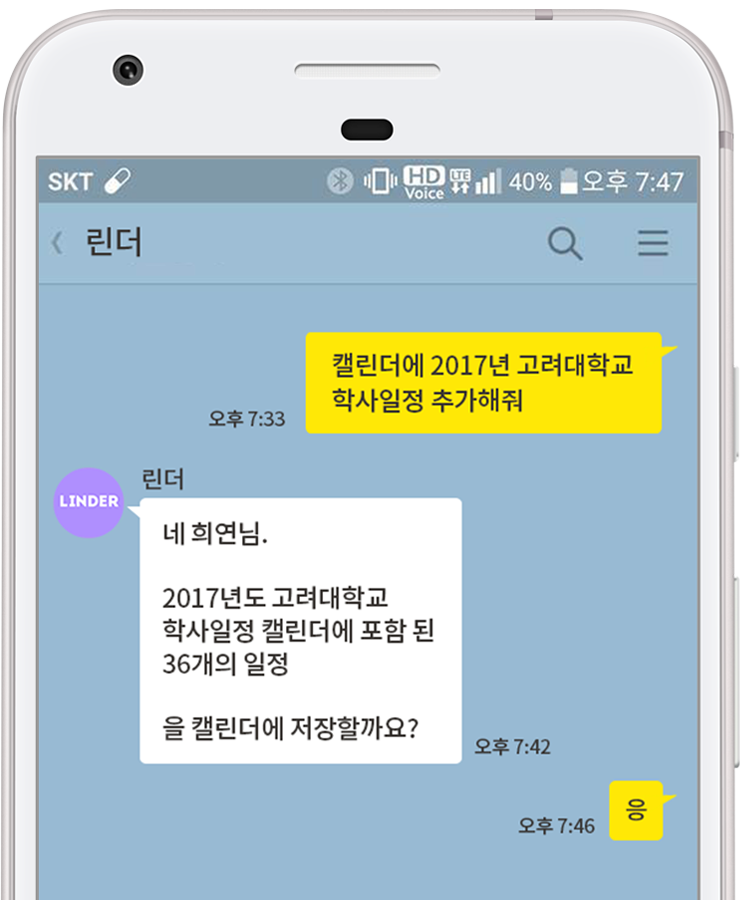 SKT HD Voice LTE 40% 오후 7:47
린더
캘린더에 2017년 고려대학교
학사일정 추가해줘
오후 7:33
린더
LINDER
네 희연님.
2017년도 고려대학교
학사일정 캘린더에 포함 된
36개의 일정
을 캘린더에 저장할까요?
오후 7:42
응
오후 7:46